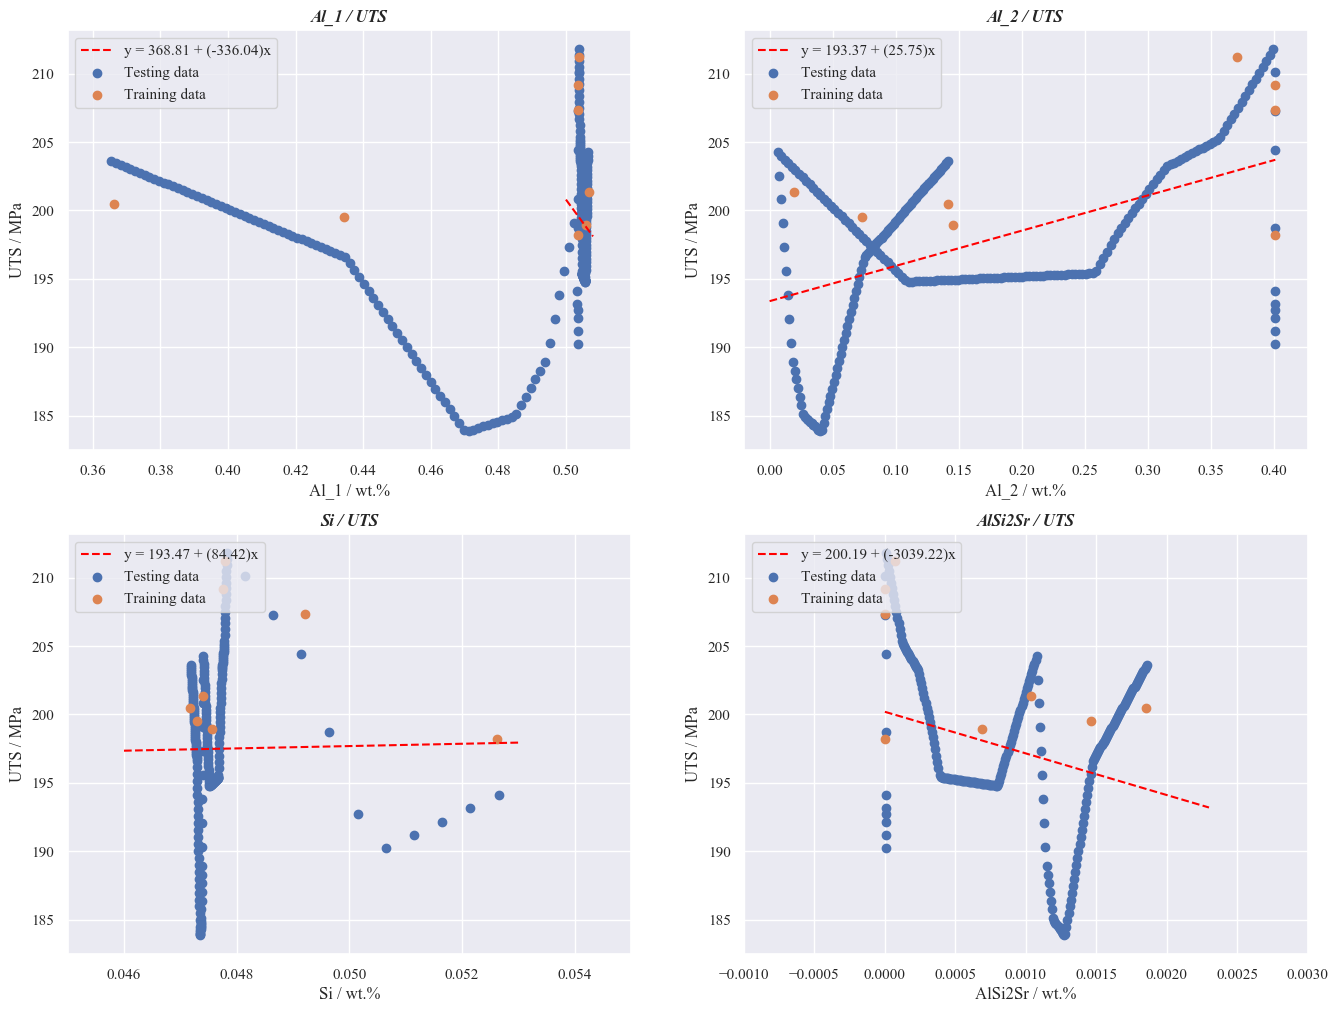 Al_1 / UTS
y = 368.81 + (-336.04)x
Testing data
Training data
UTS / MPa
210
205
200
195
190
185
0.36
0.38
0.40
0.42
0.44
0.46
0.48
0.50
Al_1 / wt.%
Al_2 / UTS
y = 193.37 + (25.75)x
Testing data
Training data
UTS / MPa
210
205
200
195
190
185
0.00
0.05
0.10
0.15
0.20
0.25
0.30
0.35
0.40
Al_2 / wt.%
Si / UTS
y = 193.47 + (84.42)x
Testing data
Training data
UTS / MPa
210
205
200
195
190
185
0.046
0.048
0.050
0.052
0.054
Si / wt.%
AlSi2Sr / UTS
y = 200.19 + (-3039.22)x
Testing data
Training data
UTS / MPa
210
205
200
195
190
185
−0.0010
−0.0005
0.0000
0.0005
0.0010
0.0015
0.0020
0.0025
0.0030
AlSi2Sr / wt.%